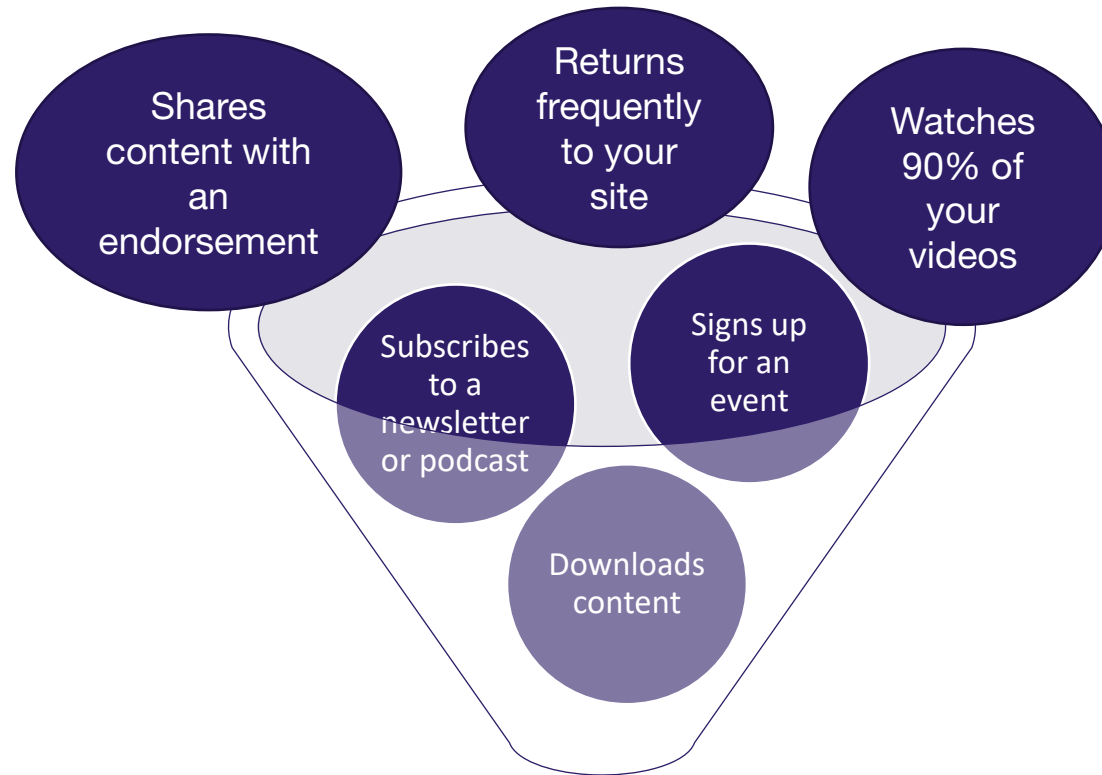 Shares
content with
an
endorsement
Returns
frequently
to your
site
Watches
90% of
your
videos
Subscribes
to a
newsletter
or podcast
Signs up
for an
event
Downloads
content